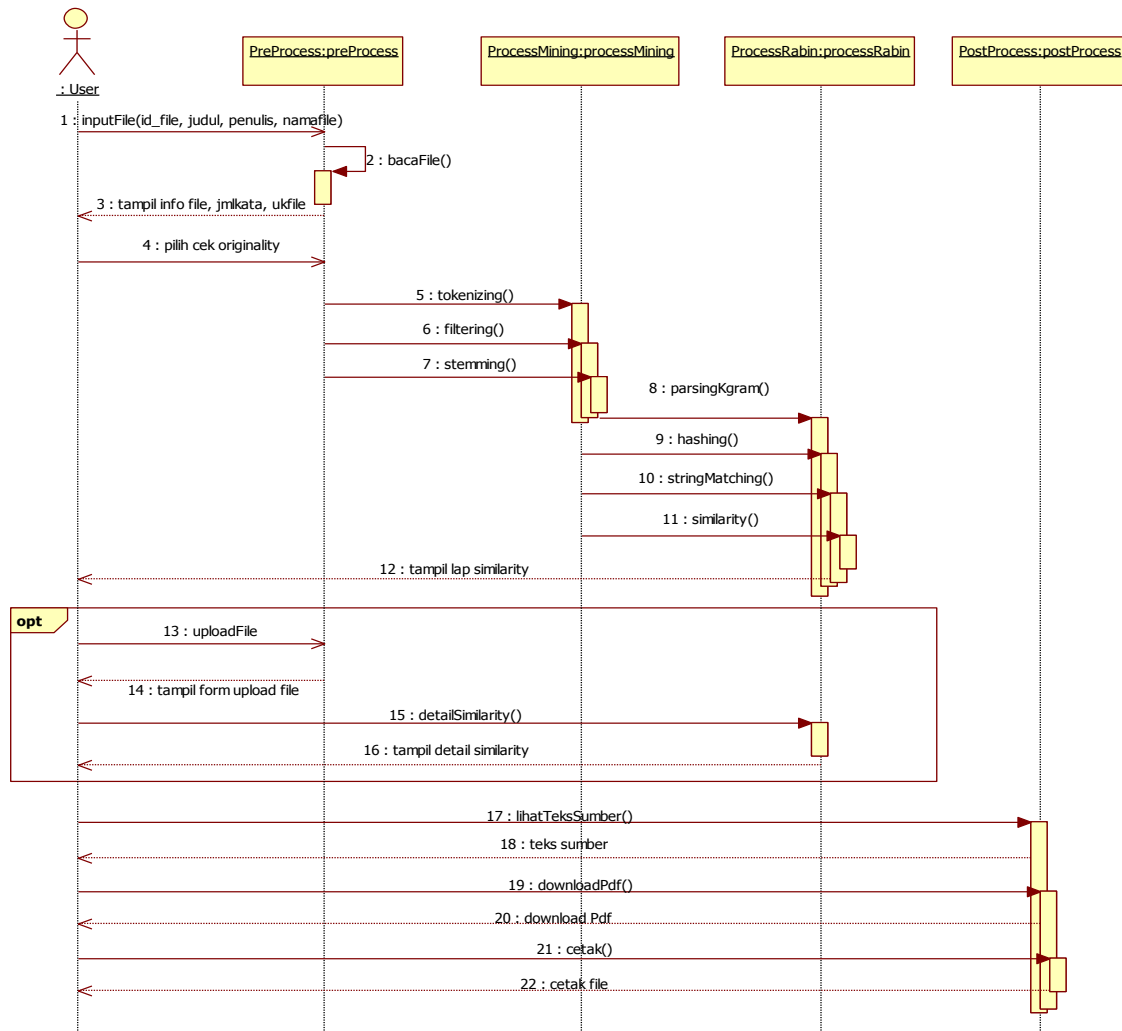 PreProcess:preProcess
ProcessMining:processMining
ProcessRabin:processRabin
PostProcess:postProcess
: User
1 : inputFile(id_file, judul, penulis, namafile)
2 : bacaFile()
3 : tampil info file, jmlkata, ukfile
4 : pilih cek originality
5 : tokenizing()
6 : filtering()
7 : stemming()
8 : parsingKgram()
9 : hashing()
10 : stringMatching()
11 : similarity()
12 : tampil lap similarity
opt
13 : uploadFile
14 : tampil form upload file
15 : detailSimilarity()
16 : tampil detail similarity
17 : lihatTeksSumber()
18 : teks sumber
19 : downloadPdf()
20 : download Pdf
21 : cetak()
22 : cetak file